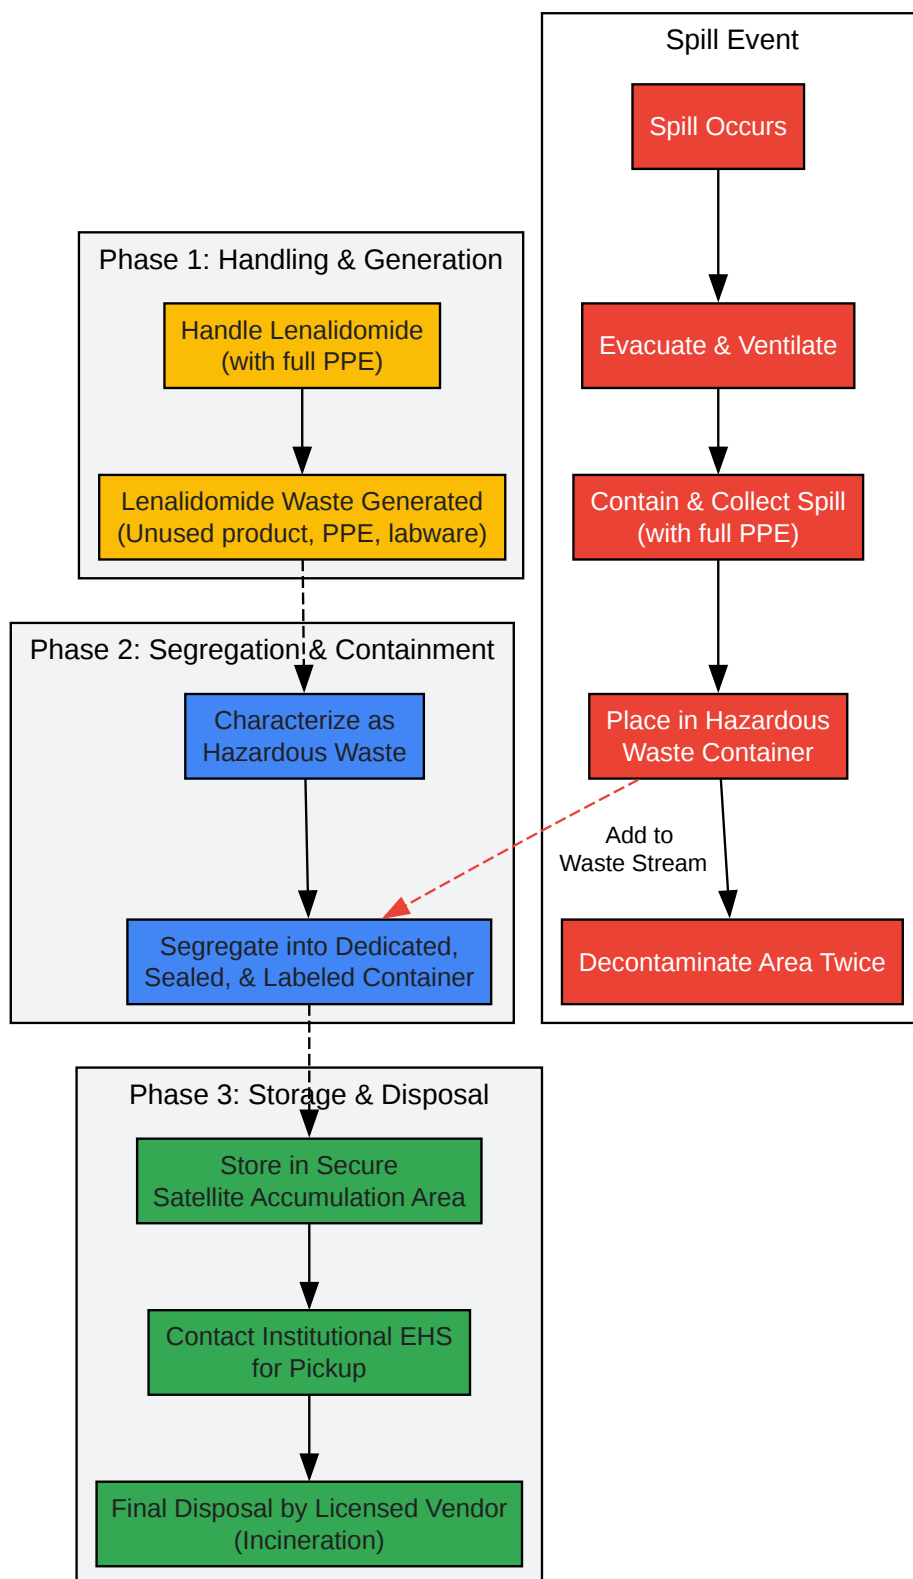 Spill Event
Spill Occurs
Evacuate & Ventilate
Contain & Collect Spill
(with full PPE)
Place in Hazardous
Waste Container
Add to
Waste Stream
Decontaminate Area Twice
Phase 1: Handling & Generation
Handle Lenalidomide
(with full PPE)
Lenalidomide Waste Generated
(Unused product, PPE, labware)
Phase 2: Segregation & Containment
Characterize as
Hazardous Waste
Segregate into Dedicated,
Sealed, & Labeled Container
Phase 3: Storage & Disposal
Store in Secure
Satellite Accumulation Area
Contact Institutional EHS
for Pickup
Final Disposal by Licensed Vendor
(Incineration)